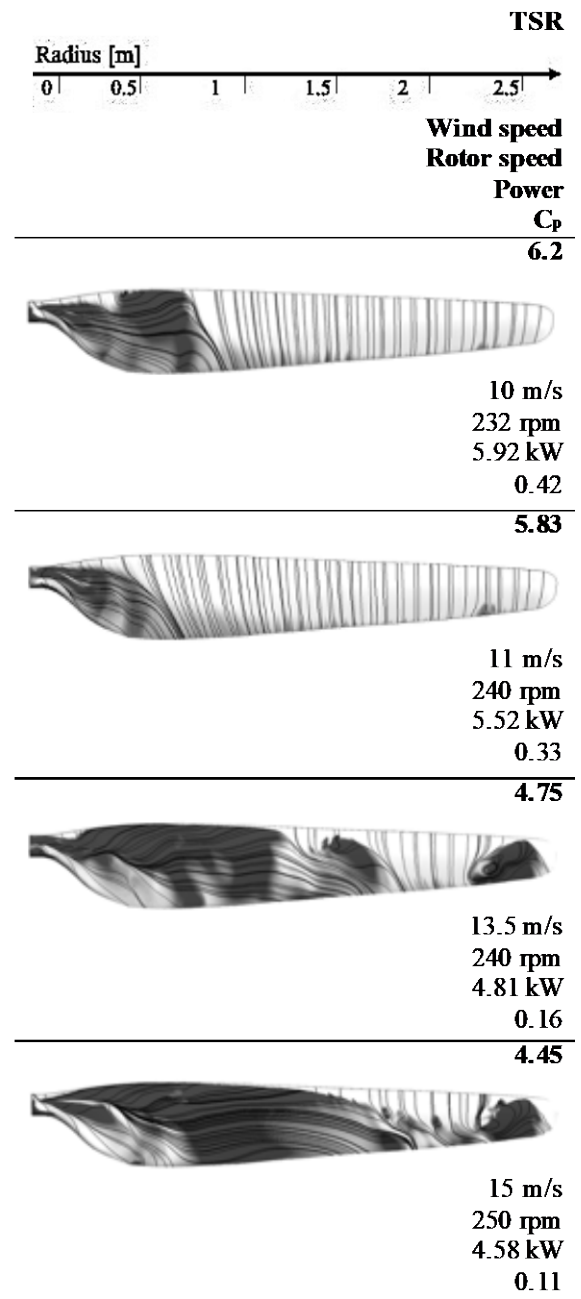 TSR
Radius [m]
0 0.5 1 1.5 2 2.5
Wind speed
Rotor speed
Power
Cₚ
6.2
10 m/s
232 rpm
5.92 kW
0.42
5.83
11 m/s
240 rpm
5.52 kW
0.33
4.75
13.5 m/s
240 rpm
4.81 kW
0.16
4.45
15 m/s
250 rpm
4.58 kW
0.11